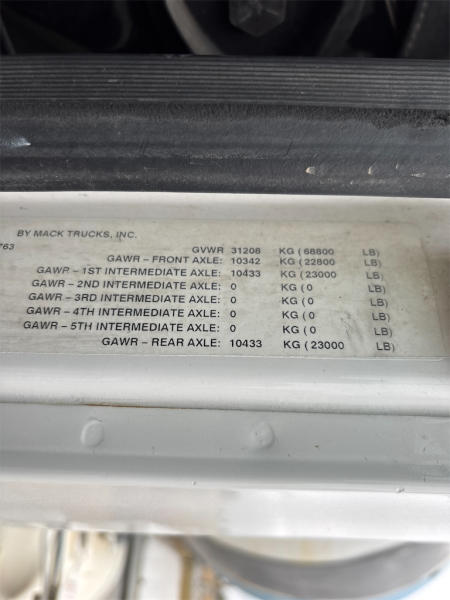 BY MACK TRUCKS, INC.
763
GVWR 31208 KG ( 68800 LB)
GAWR – FRONT AXLE: 10342 KG ( 22800 LB)
GAWR – 1ST INTERMEDIATE AXLE: 10433 KG ( 23000 LB)
GAWR – 2ND INTERMEDIATE AXLE: 0 KG ( 0 LB)
GAWR – 3RD INTERMEDIATE AXLE: 0 KG ( 0 LB)
GAWR – 4TH INTERMEDIATE AXLE: 0 KG ( 0 LB)
GAWR – 5TH INTERMEDIATE AXLE: 0 KG ( 0 LB)
GAWR – REAR AXLE: 10433 KG ( 23000 LB)